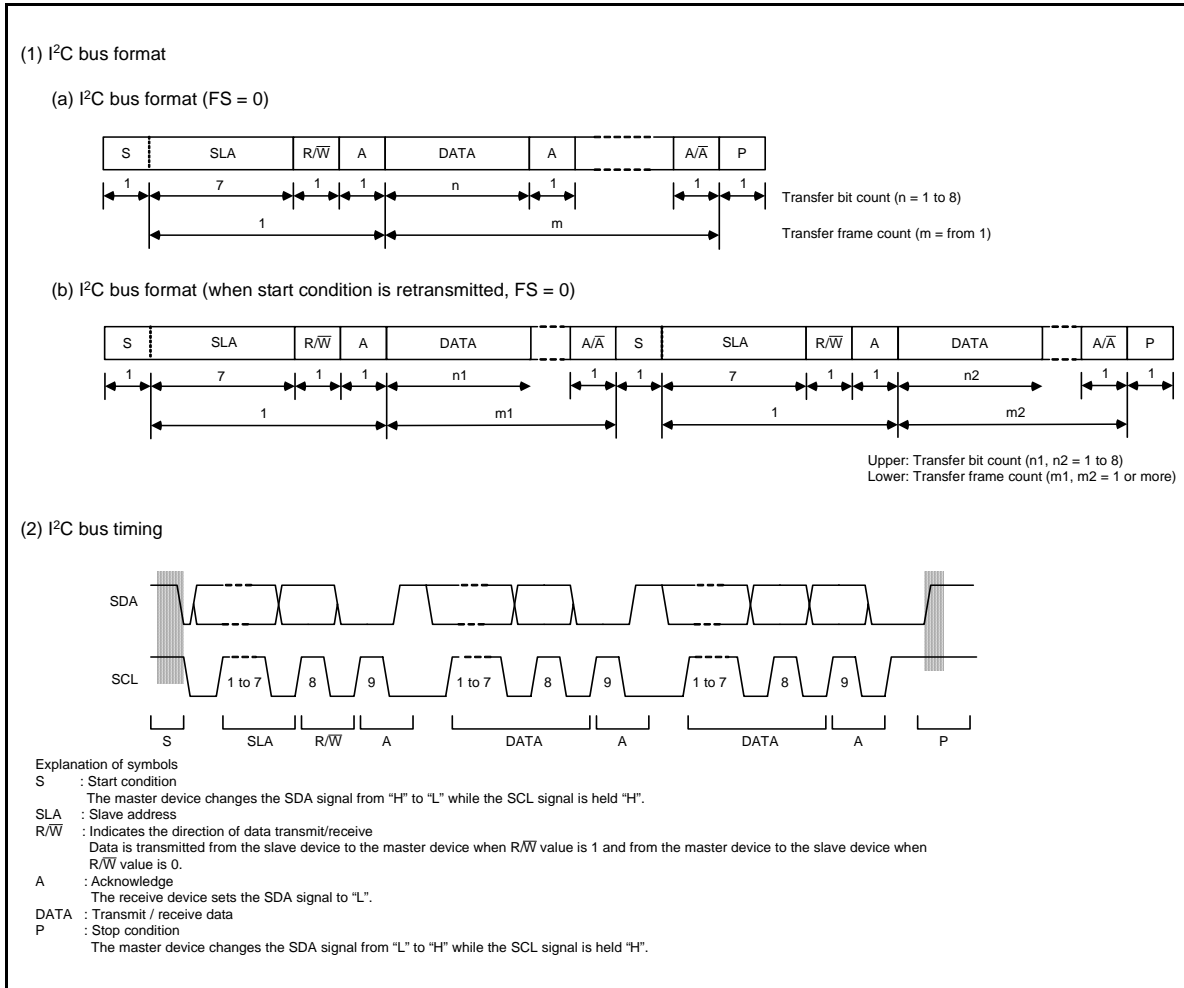 (1) I²C bus format
(a) I²C bus format (FS = 0)
S SLA R/W̅ A DATA A A/A̅ P
1 7 1 1 n 1 1 1
Transfer bit count (n = 1 to 8)
1 m
Transfer frame count (m = from 1)
(b) I²C bus format (when start condition is retransmitted, FS = 0)
S SLA R/W̅ A DATA A/A̅ S SLA R/W̅ A DATA A/A̅ P
1 7 1 1 n1 1 1 7 1 1 n2 1 1
1 m1 1 m2
Upper: Transfer bit count (n1, n2 = 1 to 8)
Lower: Transfer frame count (m1, m2 = 1 or more)
(2) I²C bus timing
SDA
SCL
1 to 7 8 9 1 to 7 8 9 1 to 7 8 9
S SLA R/W̅ A DATA A DATA A P
Explanation of symbols
S : Start condition
The master device changes the SDA signal from “H” to “L” while the SCL signal is held “H”.
SLA : Slave address
R/W̅ : Indicates the direction of data transmit/receive
Data is transmitted from the slave device to the master device when R/W̅ value is 1 and from the master device to the slave device when
R/W̅ value is 0.
A : Acknowledge
The receive device sets the SDA signal to “L”.
DATA : Transmit / receive data
P : Stop condition
The master device changes the SDA signal from “L” to “H” while the SCL signal is held “H”.